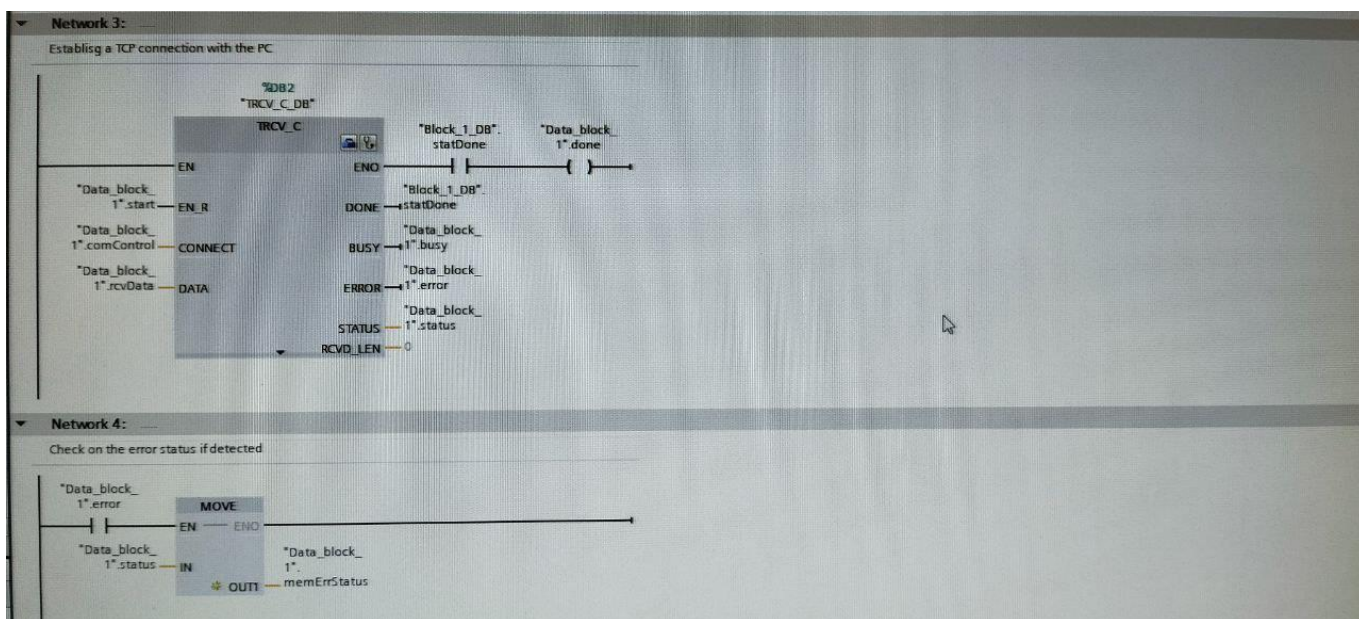 Network 3:
Establisg a TCP connection with the PC
%DB2
"TRCV_C_DB"
TRCV_C
"Block_1_DB".
statDone
"Data_block_
1".done
EN
ENO
"Data_block_
1".start
EN_R
DONE
"Block_1_DB".
statDone
"Data_block_
1".comControl
CONNECT
BUSY
"Data_block_
1".busy
"Data_block_
1".rcvData
DATA
ERROR
"Data_block_
1".error
STATUS
"Data_block_
1".status
RCVD_LEN
0
Network 4:
Check on the error status if detected
"Data_block_
1".error
MOVE
EN
ENO
"Data_block_
1".status
IN
OUT1
"Data_block_
1".
memErrStatus